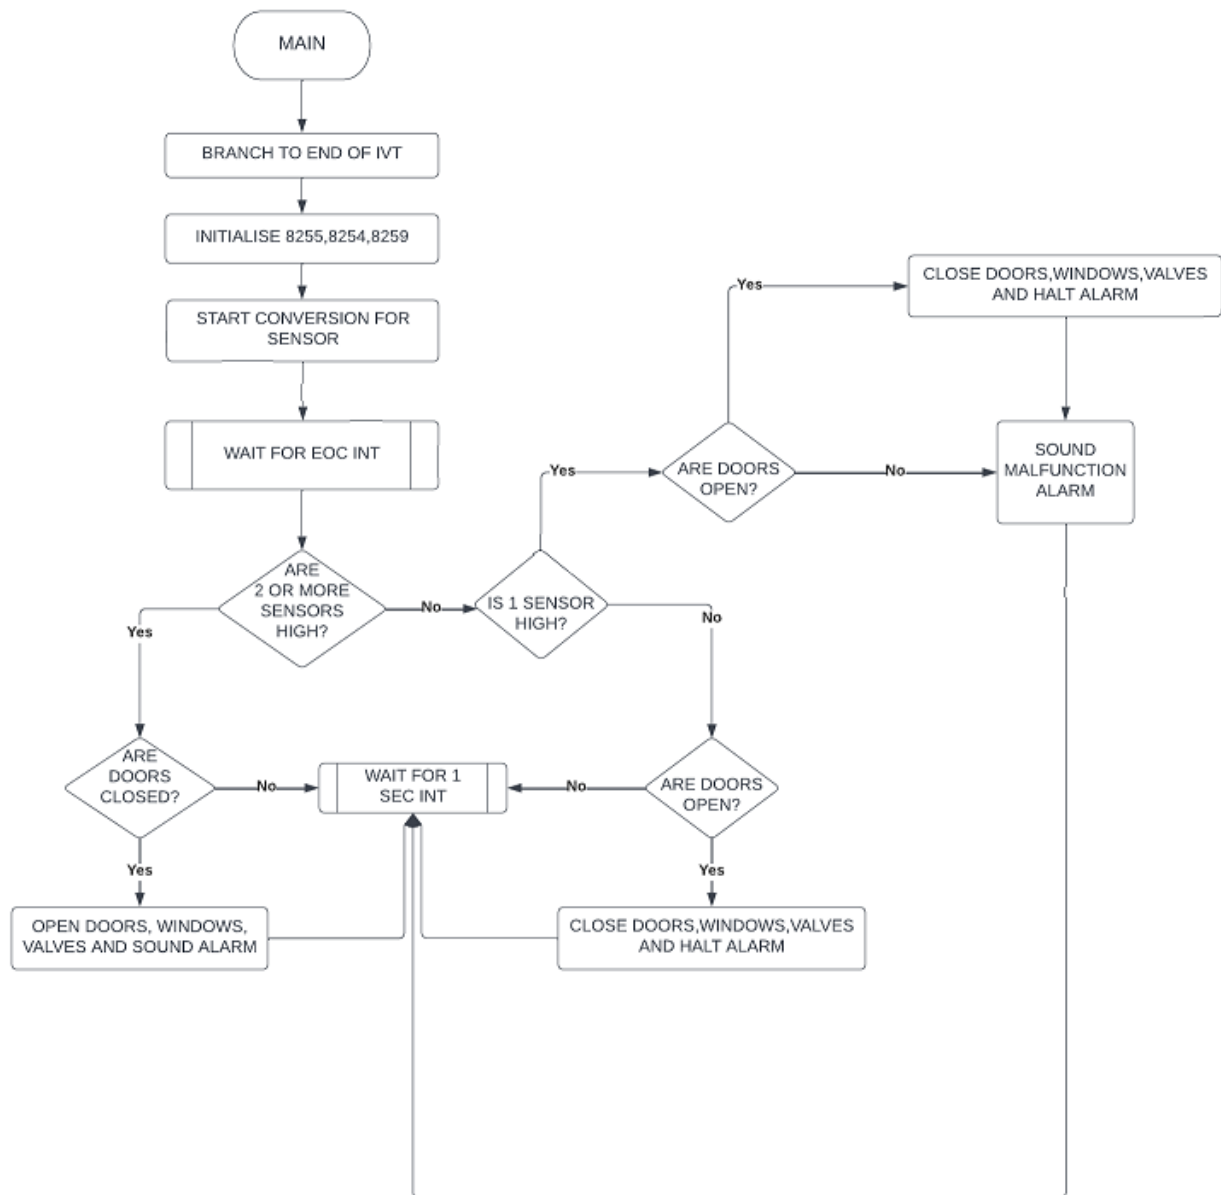 MAIN
BRANCH TO END OF IVT
INITIALISE 8255,8254,8259
START CONVERSION FOR
SENSOR
WAIT FOR EOC INT
ARE
2 OR MORE
SENSORS
HIGH?
Yes
No
IS 1 SENSOR
HIGH?
Yes
No
ARE DOORS
OPEN?
Yes
No
CLOSE DOORS,WINDOWS,VALVES
AND HALT ALARM
SOUND
MALFUNCTION
ALARM
ARE
DOORS
CLOSED?
No
Yes
WAIT FOR 1
SEC INT
ARE DOORS
OPEN?
No
Yes
OPEN DOORS, WINDOWS,
VALVES AND SOUND ALARM
CLOSE DOORS,WINDOWS,VALVES
AND HALT ALARM